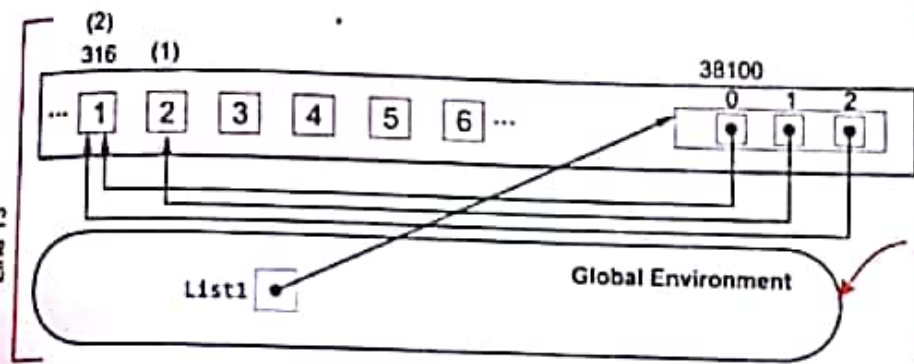 (2) (1)
316
38100
0 1 2
... 1 2 3 4 5 6 ...
List1
Global Environment